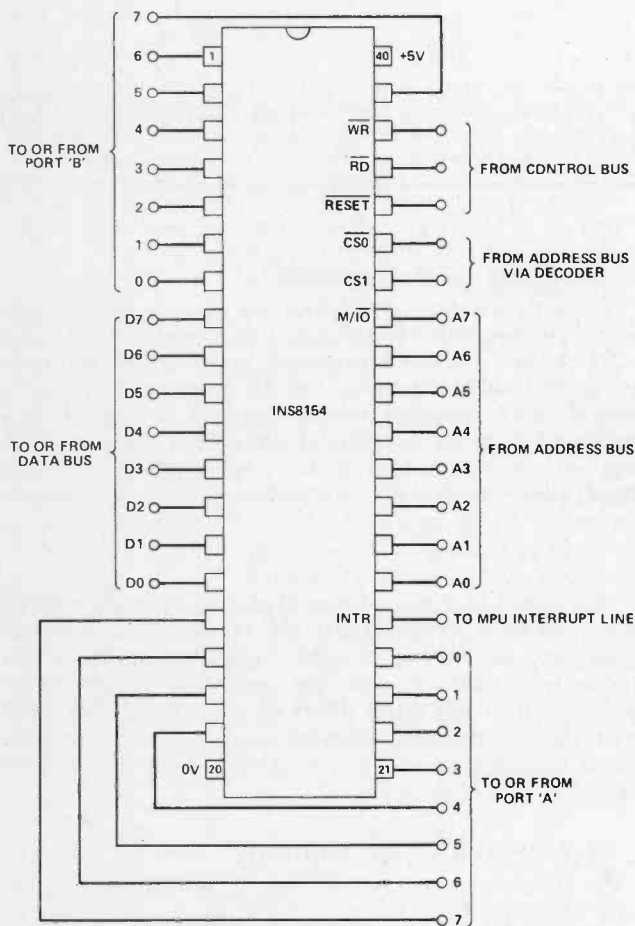 7
6 1 40 +5V
5
4 WR
3 RD
2 RESET
1 CS0
0 CS1
TO OR FROM
PORT 'B'
FROM CONTROL BUS
FROM ADDRESS BUS
VIA DECODER
D7 M/IO A7
D6 A6
D5 A5
INS8154
D4 A4
D3 A3
D2 A2
D1 A1
D0 A0
TO OR FROM
DATA BUS
FROM ADDRESS BUS
INTR TO MPU INTERRUPT LINE
0
1
2
0V 20 21 3
4
5
6
7
TO OR FROM
PORT 'A'